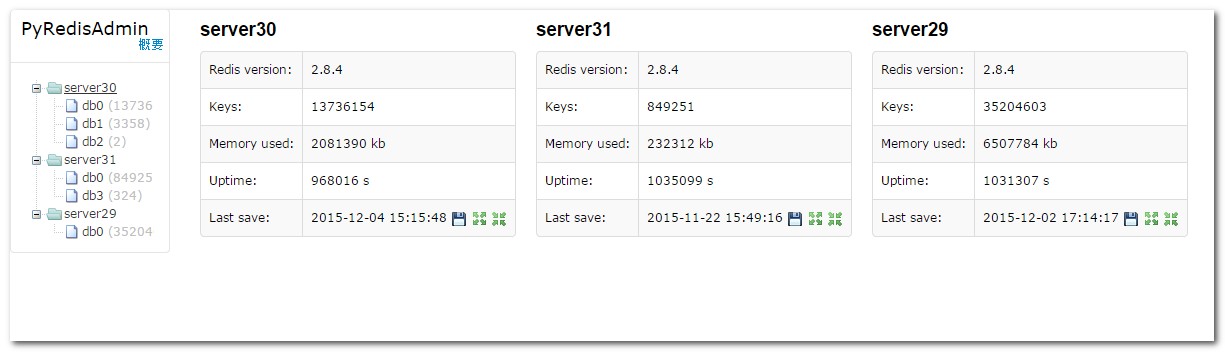 PyRedisAdmin
概要
server30
db0 (13736
db1 (3358)
db2 (2)
server31
db0 (84925
db3 (324)
server29
db0 (35204
server30
Redis version: 2.8.4
Keys: 13736154
Memory used: 2081390 kb
Uptime: 968016 s
Last save: 2015-12-04 15:15:48
server31
Redis version: 2.8.4
Keys: 849251
Memory used: 232312 kb
Uptime: 1035099 s
Last save: 2015-11-22 15:49:16
server29
Redis version: 2.8.4
Keys: 35204603
Memory used: 6507784 kb
Uptime: 1031307 s
Last save: 2015-12-02 17:14:17